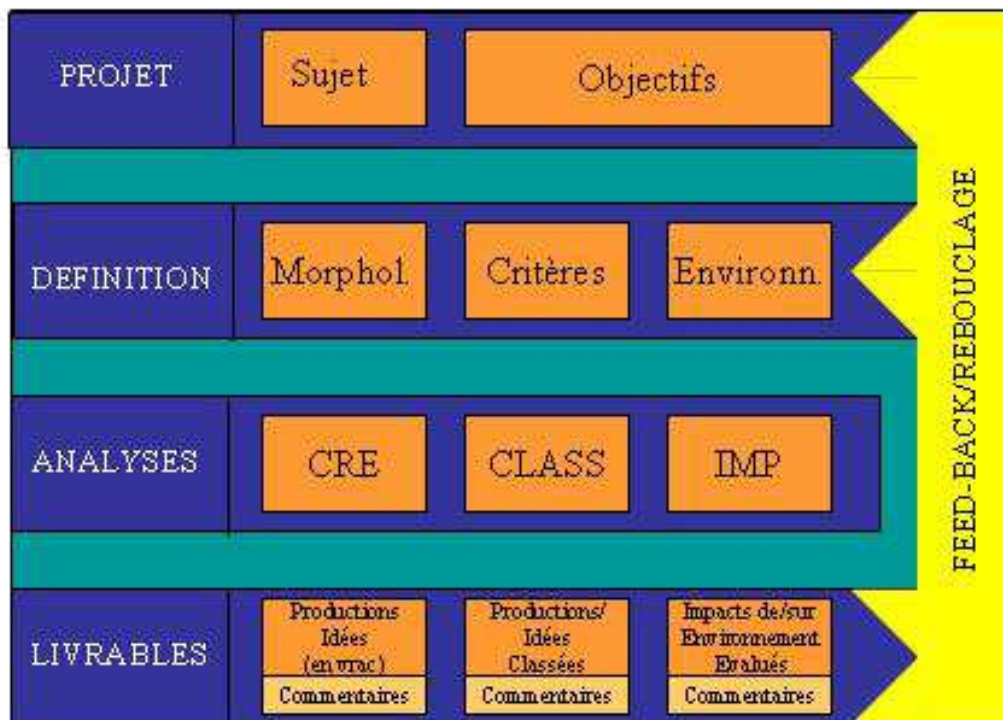 PROJET
Sujet
Objectifs
DEFINITION
Morphol.
Critères
Environn.
ANALYSES
CRE
CLASS
IMP
LIVRABLES
Productions
Idées
(en vrac)
Commentaires
Productions/
Idées
Classées
Commentaires
Impacts de/sur
Environnement
Evalués
Commentaires
FEED-BACK/REBOUCLAGE